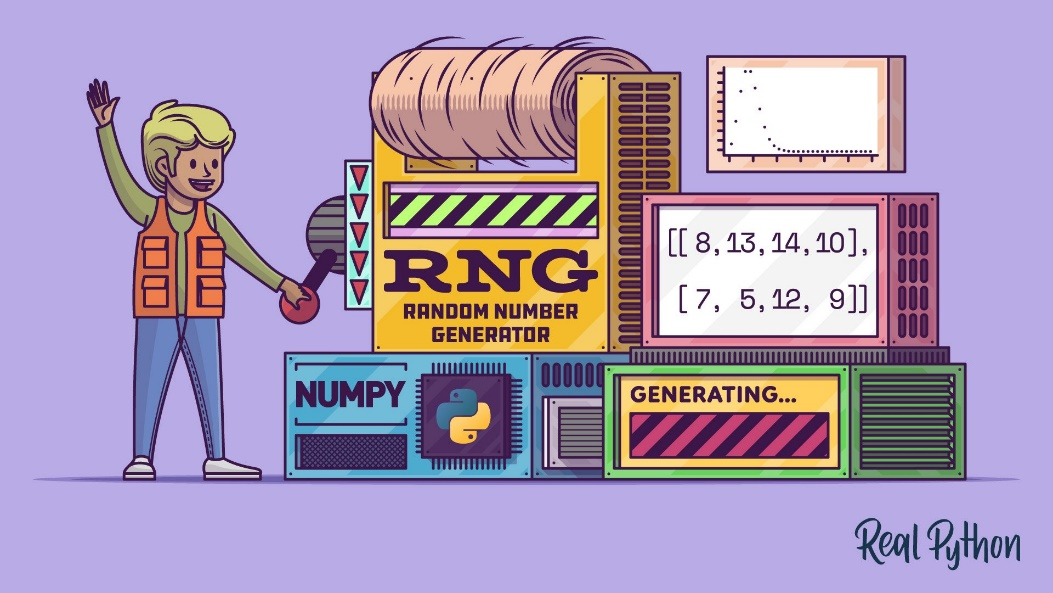 RNG
RANDOM NUMBER
GENERATOR
[[ 8, 13, 14, 10],
[ 7, 5, 12, 9]]
NUMPY
GENERATING...
Real Python